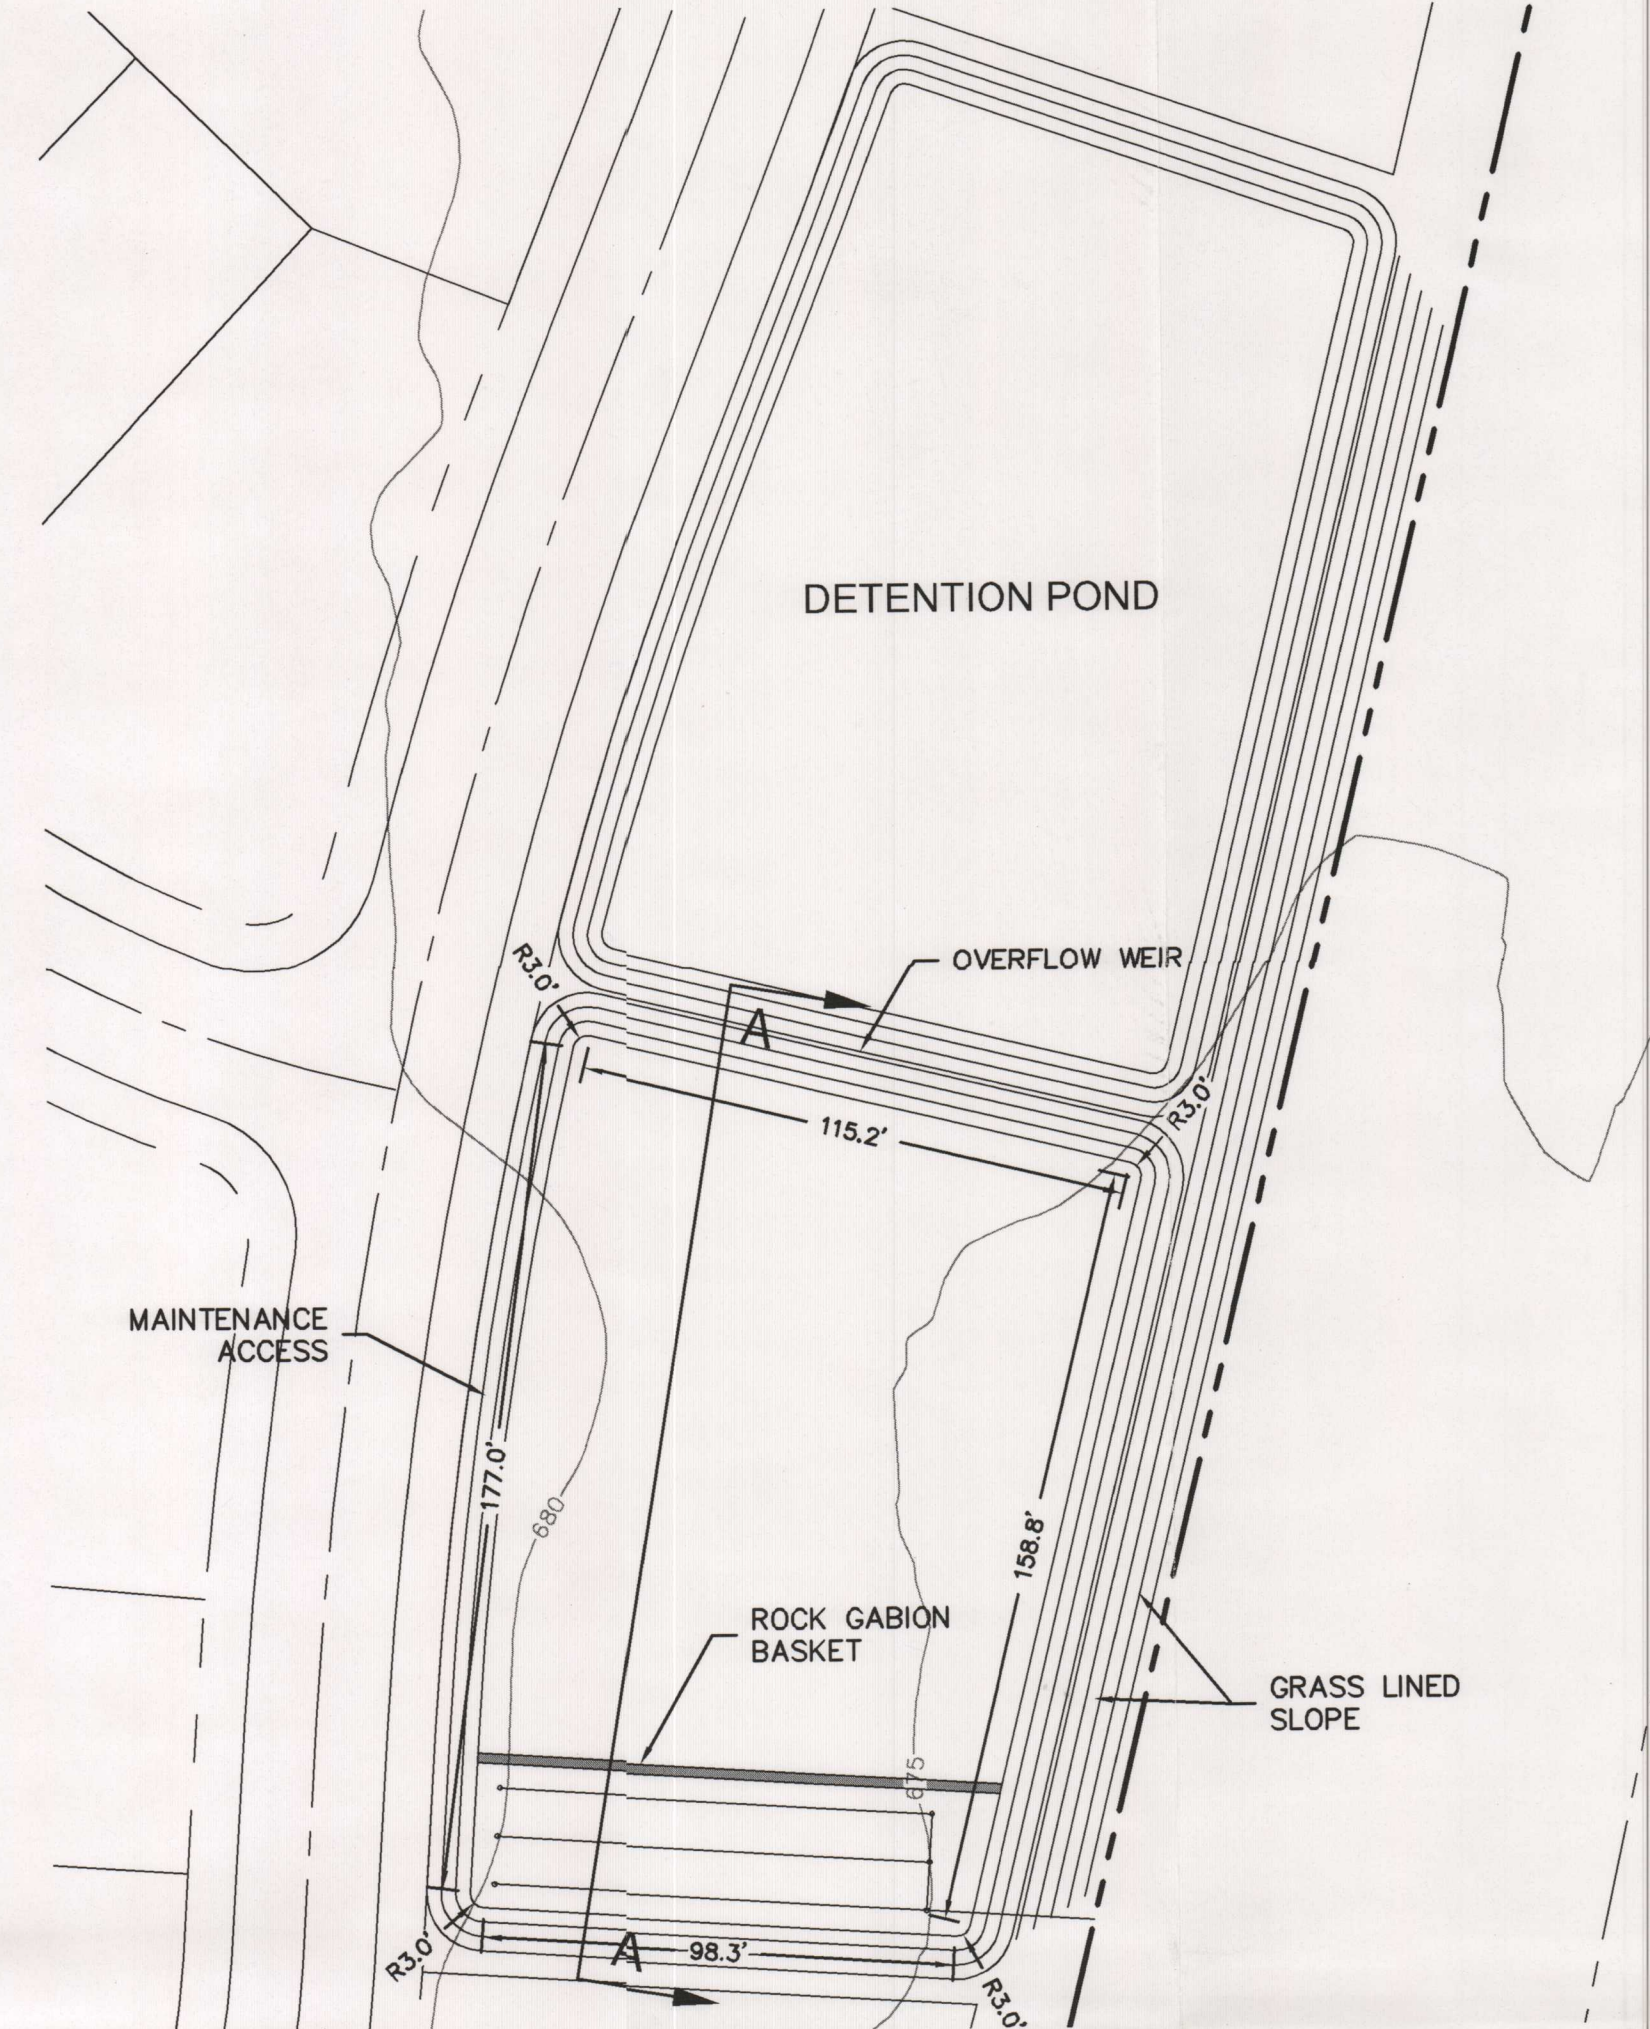 DETENTION POND
R3.0'
OVERFLOW WEIR
A
R3.0'
115.2'
MAINTENANCE
ACCESS
177.0'
680
158.8'
ROCK GABION
BASKET
GRASS LINED
SLOPE
675
R3.0'
A
98.3'
R3.0'